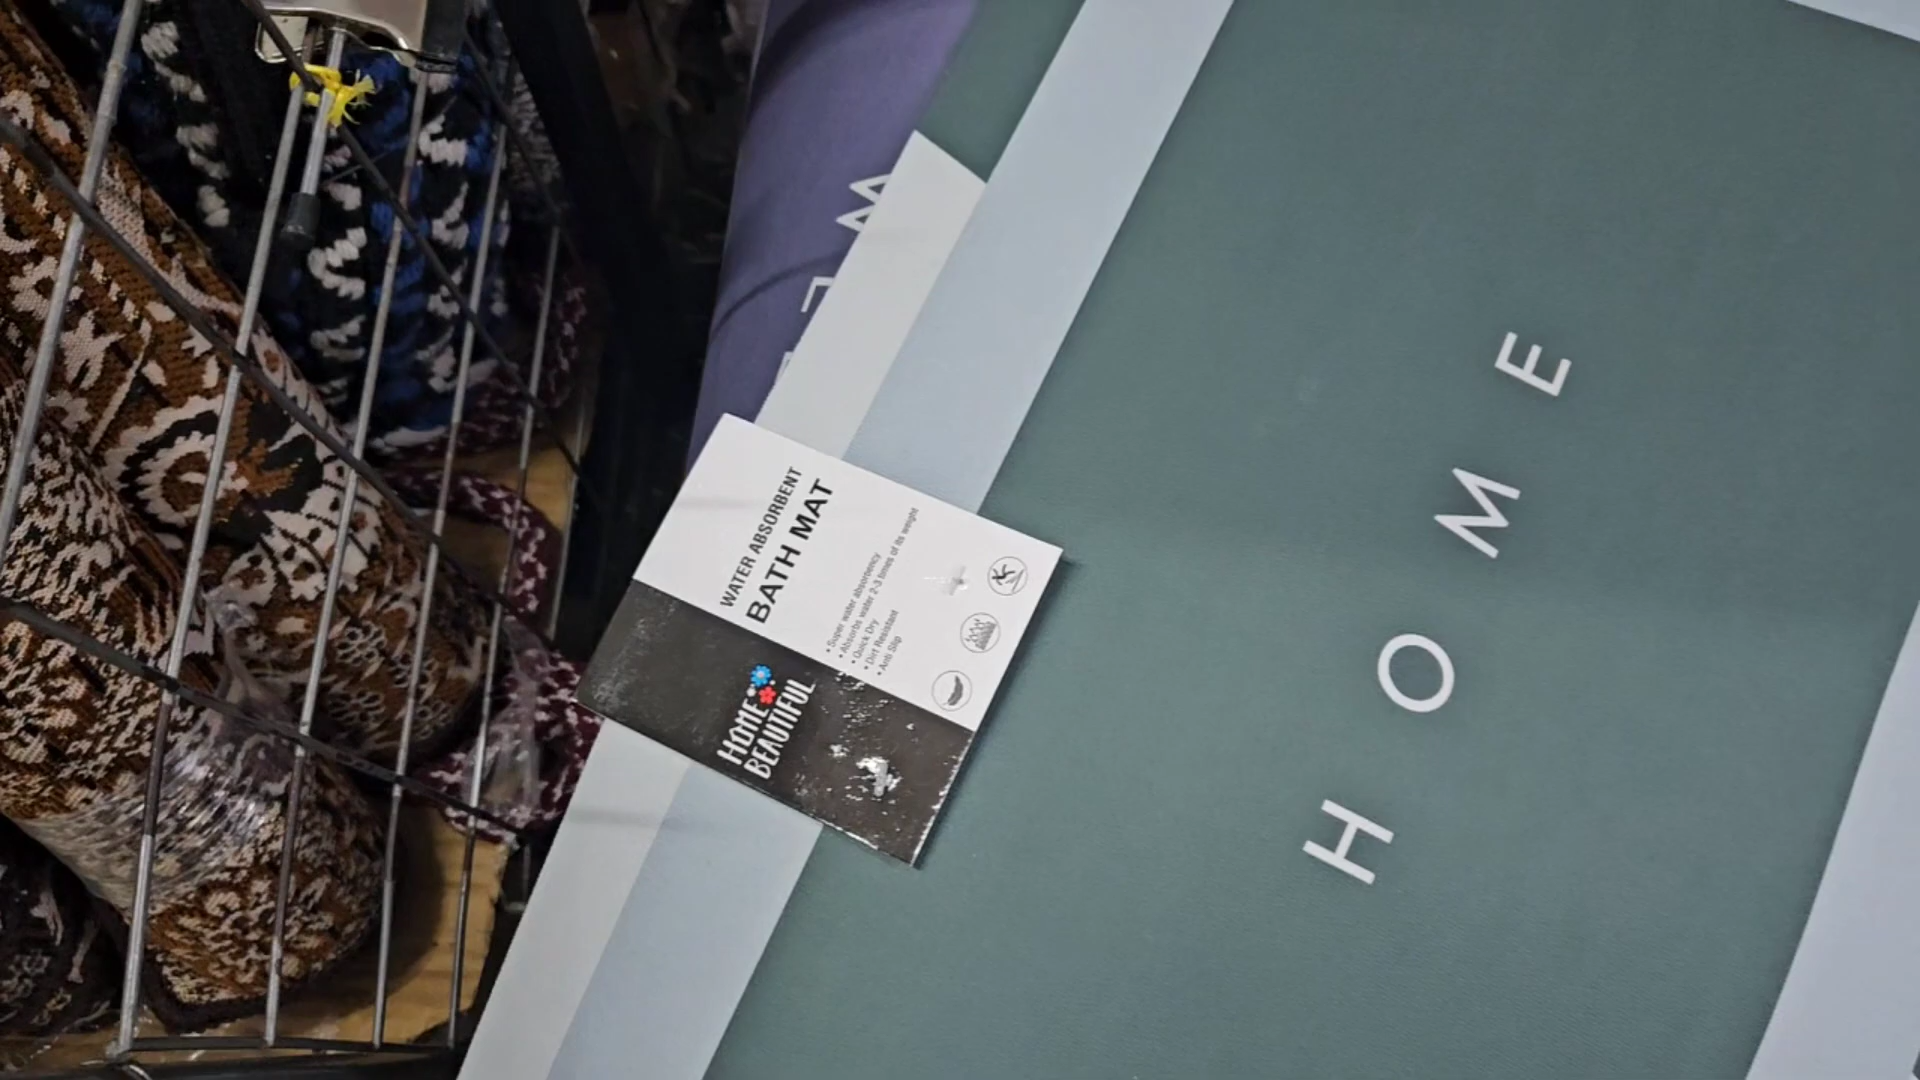 WATER ABSORBENT
BATH MAT
• Super water absorbency
• Absorbs water 2-3 times of its weight
• Quick Dry
• Dirt Resistant
• Anti Slip
HOME
BEAUTIFUL
HOME